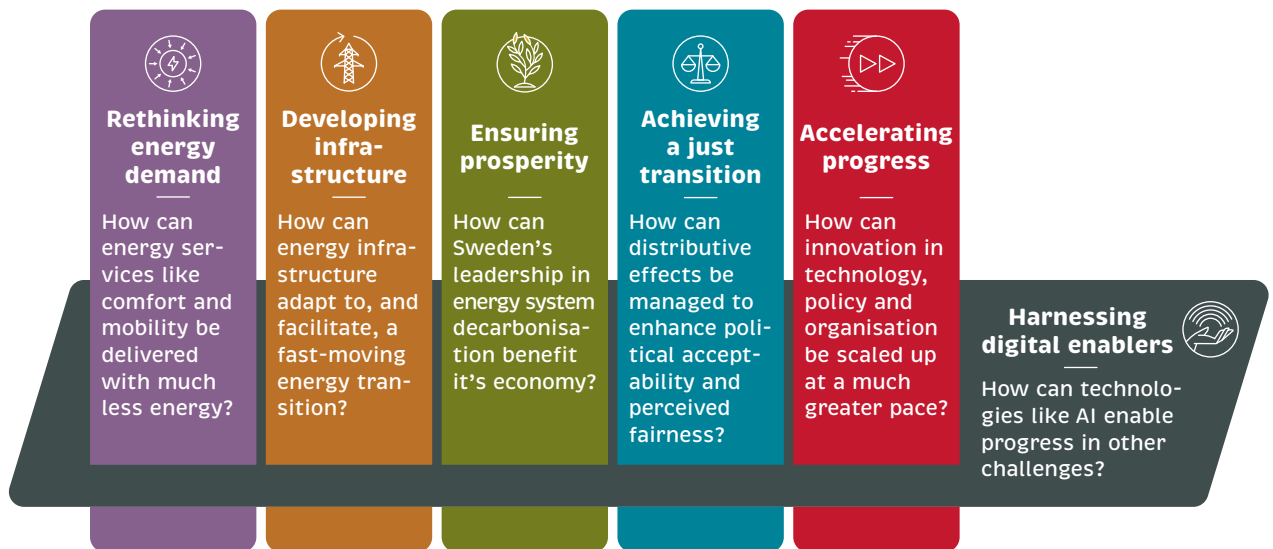 Rethinking
energy
demand
How can
energy ser-
vices like
comfort and
mobility be
delivered
with much
less energy?
Developing
infra-
structure
How can
energy infra-
structure
adapt to, and
facilitate, a
fast-moving
energy tran-
sition?
Ensuring
prosperity
How can
Sweden's
leadership in
energy system
decarbonisa-
tion benefit
it's economy?
Achieving
a just
transition
How can
distributive
effects be
managed to
enhance poli-
tical accept-
ability and
perceived
fairness?
Accelerating
progress
How can
innovation in
technology,
policy and
organisation
be scaled up
at a much
greater pace?
Harnessing
digital enablers
How can technolo-
gies like AI enable
progress in other
challenges?